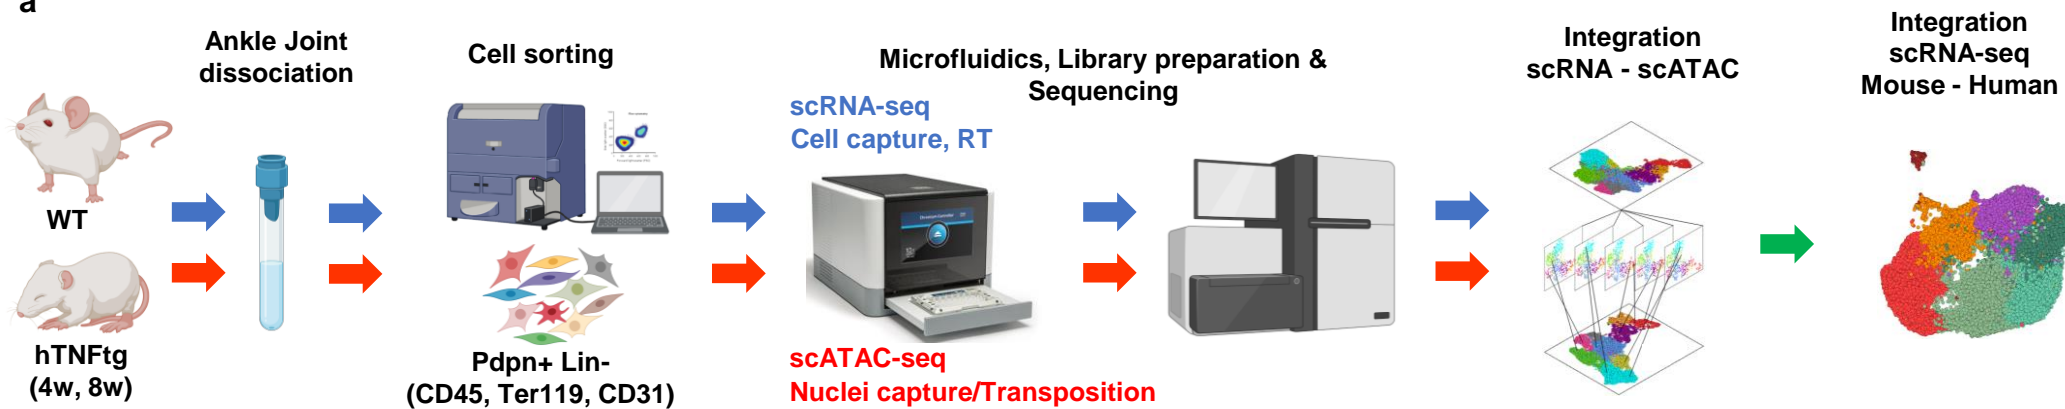 a
Ankle Joint
dissociation
Cell sorting
Microfluidics, Library preparation &
Sequencing
Integration
scRNA - scATAC
Integration
scRNA-seq
Mouse - Human
scRNA-seq
Cell capture, RT
WT
hTNFtg
(4w, 8w)
Pdpn+ Lin-
(CD45, Ter119, CD31)
scATAC-seq
Nuclei capture/Transposition